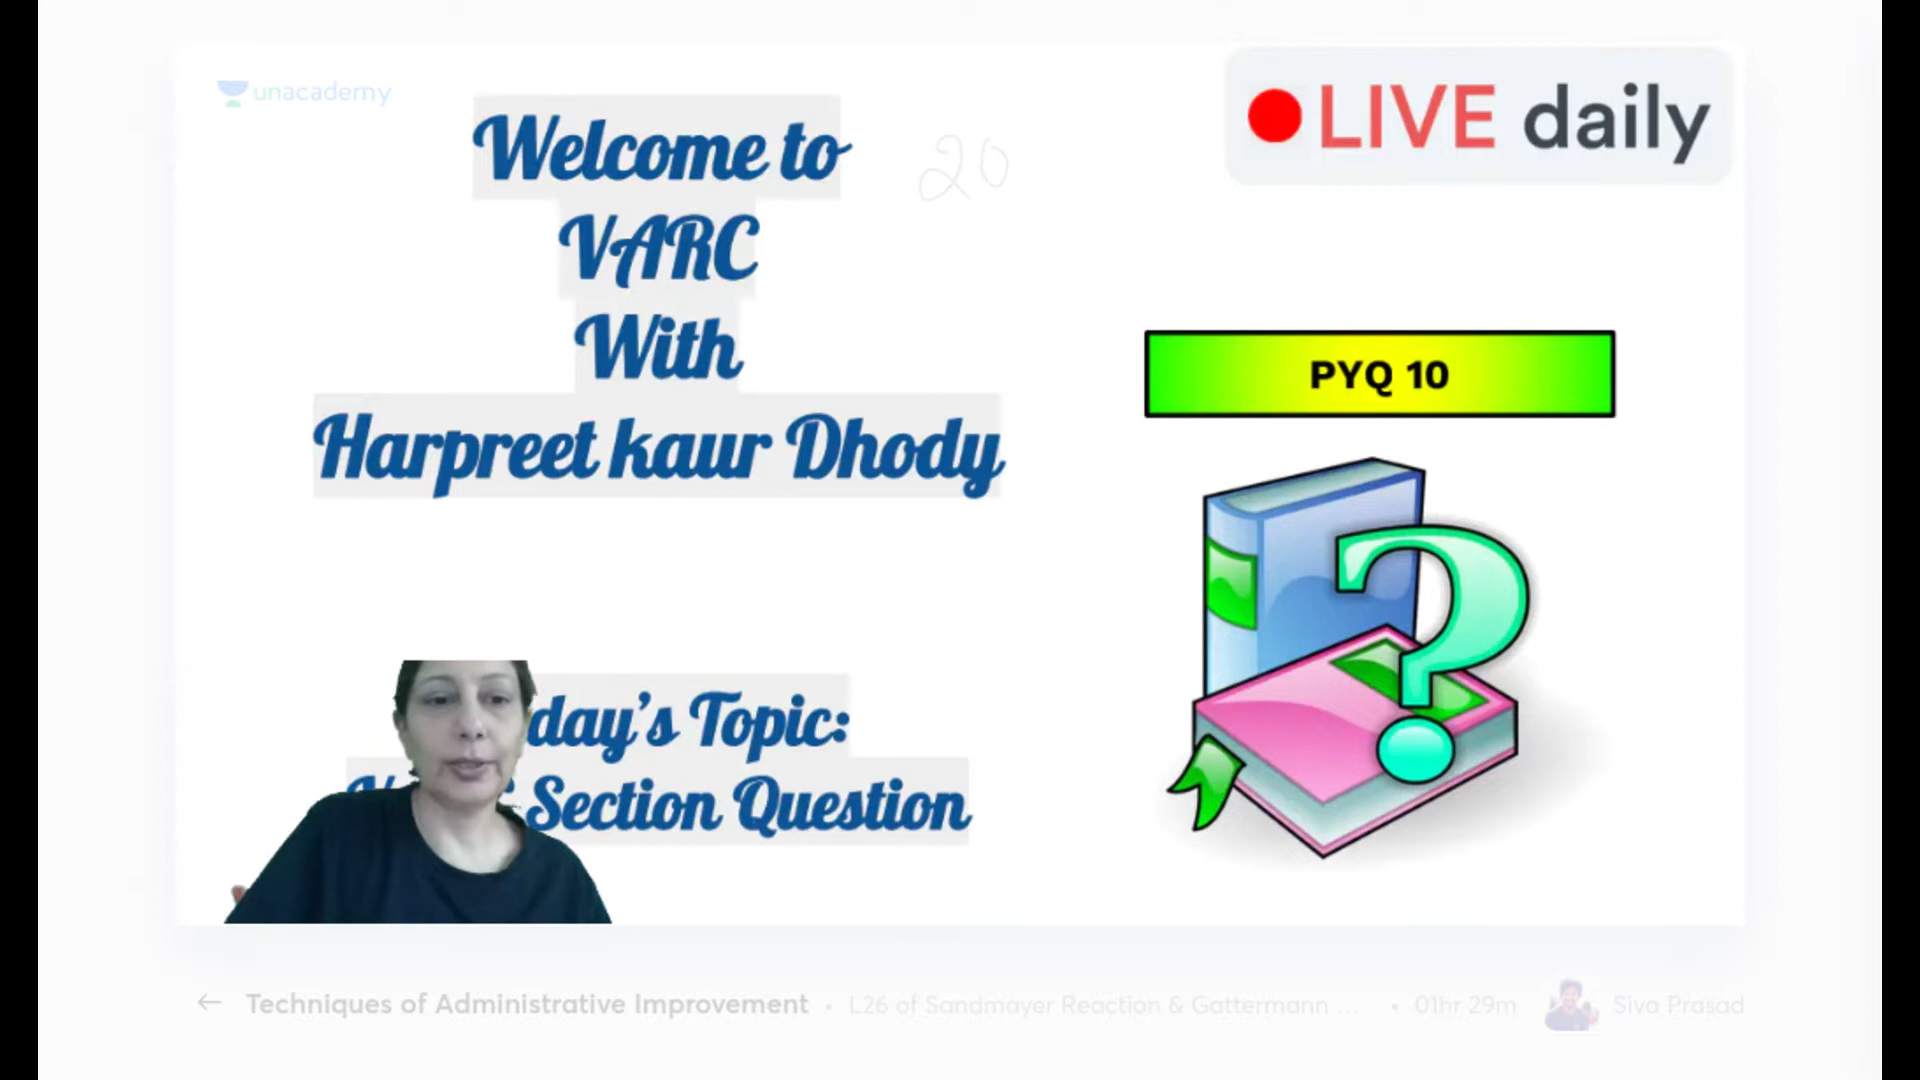 unacademy
Welcome to
VARC
With
Harpreet kaur Dhody
20
LIVE daily
PYQ 10
day's Topic:
Section Question
← Techniques of Administrative Improvement • L26 of Sandmayer Reaction & Gattermann ... • 01hr 29m Siva Prasad